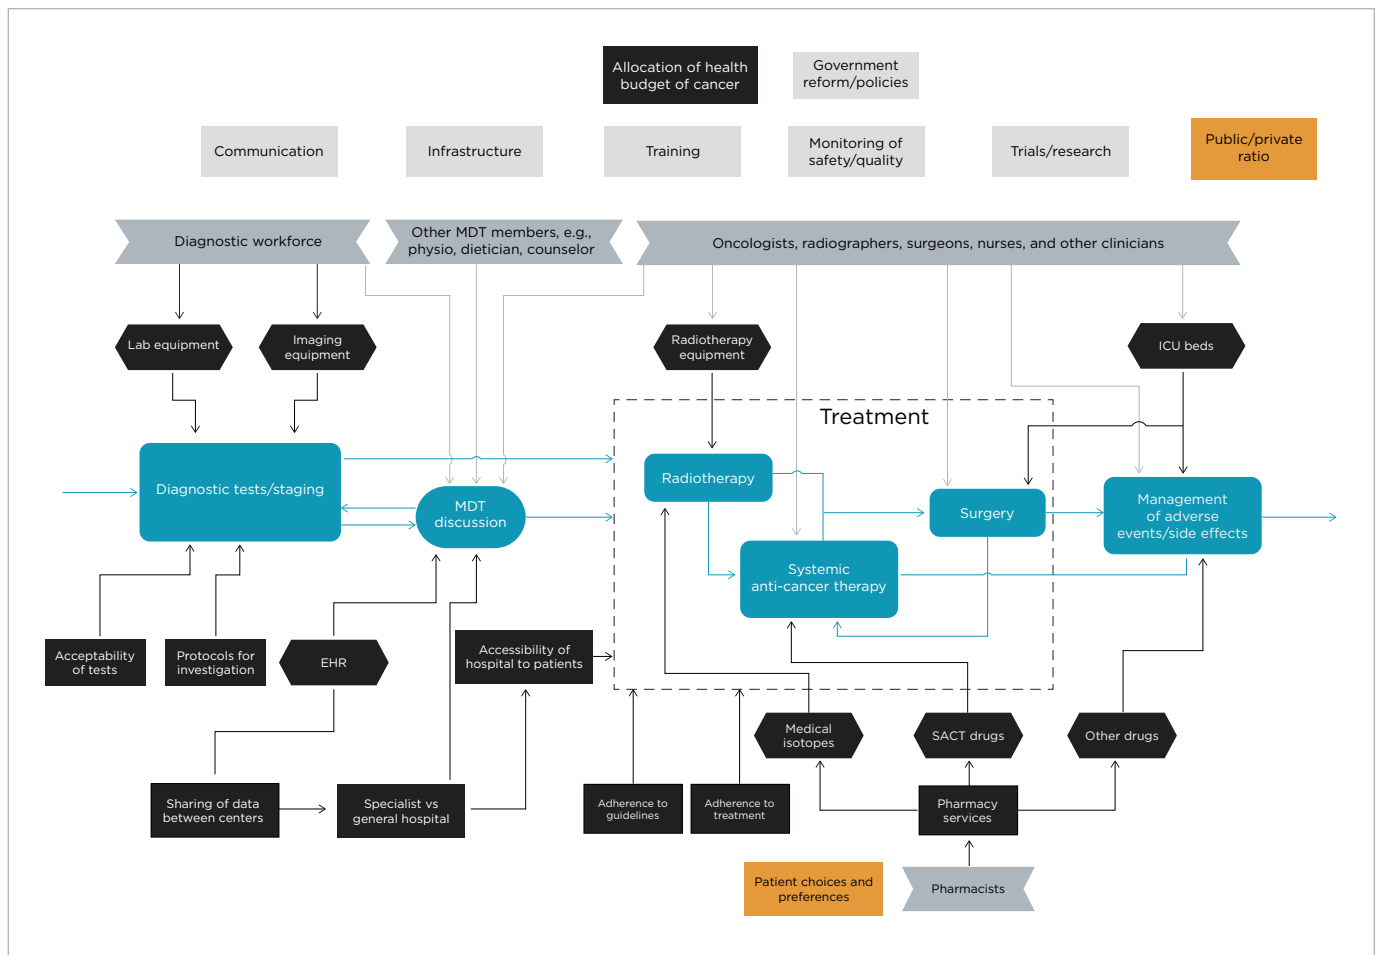 Allocation of health
budget of cancer
Government
reform/policies
Communication
Infrastructure
Training
Monitoring of
safety/quality
Trials/research
Public/private
ratio
Diagnostic workforce
Other MDT members, e.g.,
physio, dietician, counselor
Oncologists, radiographers, surgeons, nurses, and other clinicians
Lab equipment
Imaging
equipment
Radiotherapy
equipment
ICU beds
Treatment
Diagnostic tests/staging
MDT
discussion
Radiotherapy
Surgery
Management
of adverse
events/side effects
Systemic
anti-cancer therapy
Acceptability
of tests
Protocols for
investigation
EHR
Accessibility of
hospital to patients
Medical
isotopes
SACT drugs
Other drugs
Sharing of data
between centers
Specialist vs
general hospital
Adherence to
guidelines
Adherence to
treatment
Pharmacy
services
Patient choices and
preferences
Pharmacists